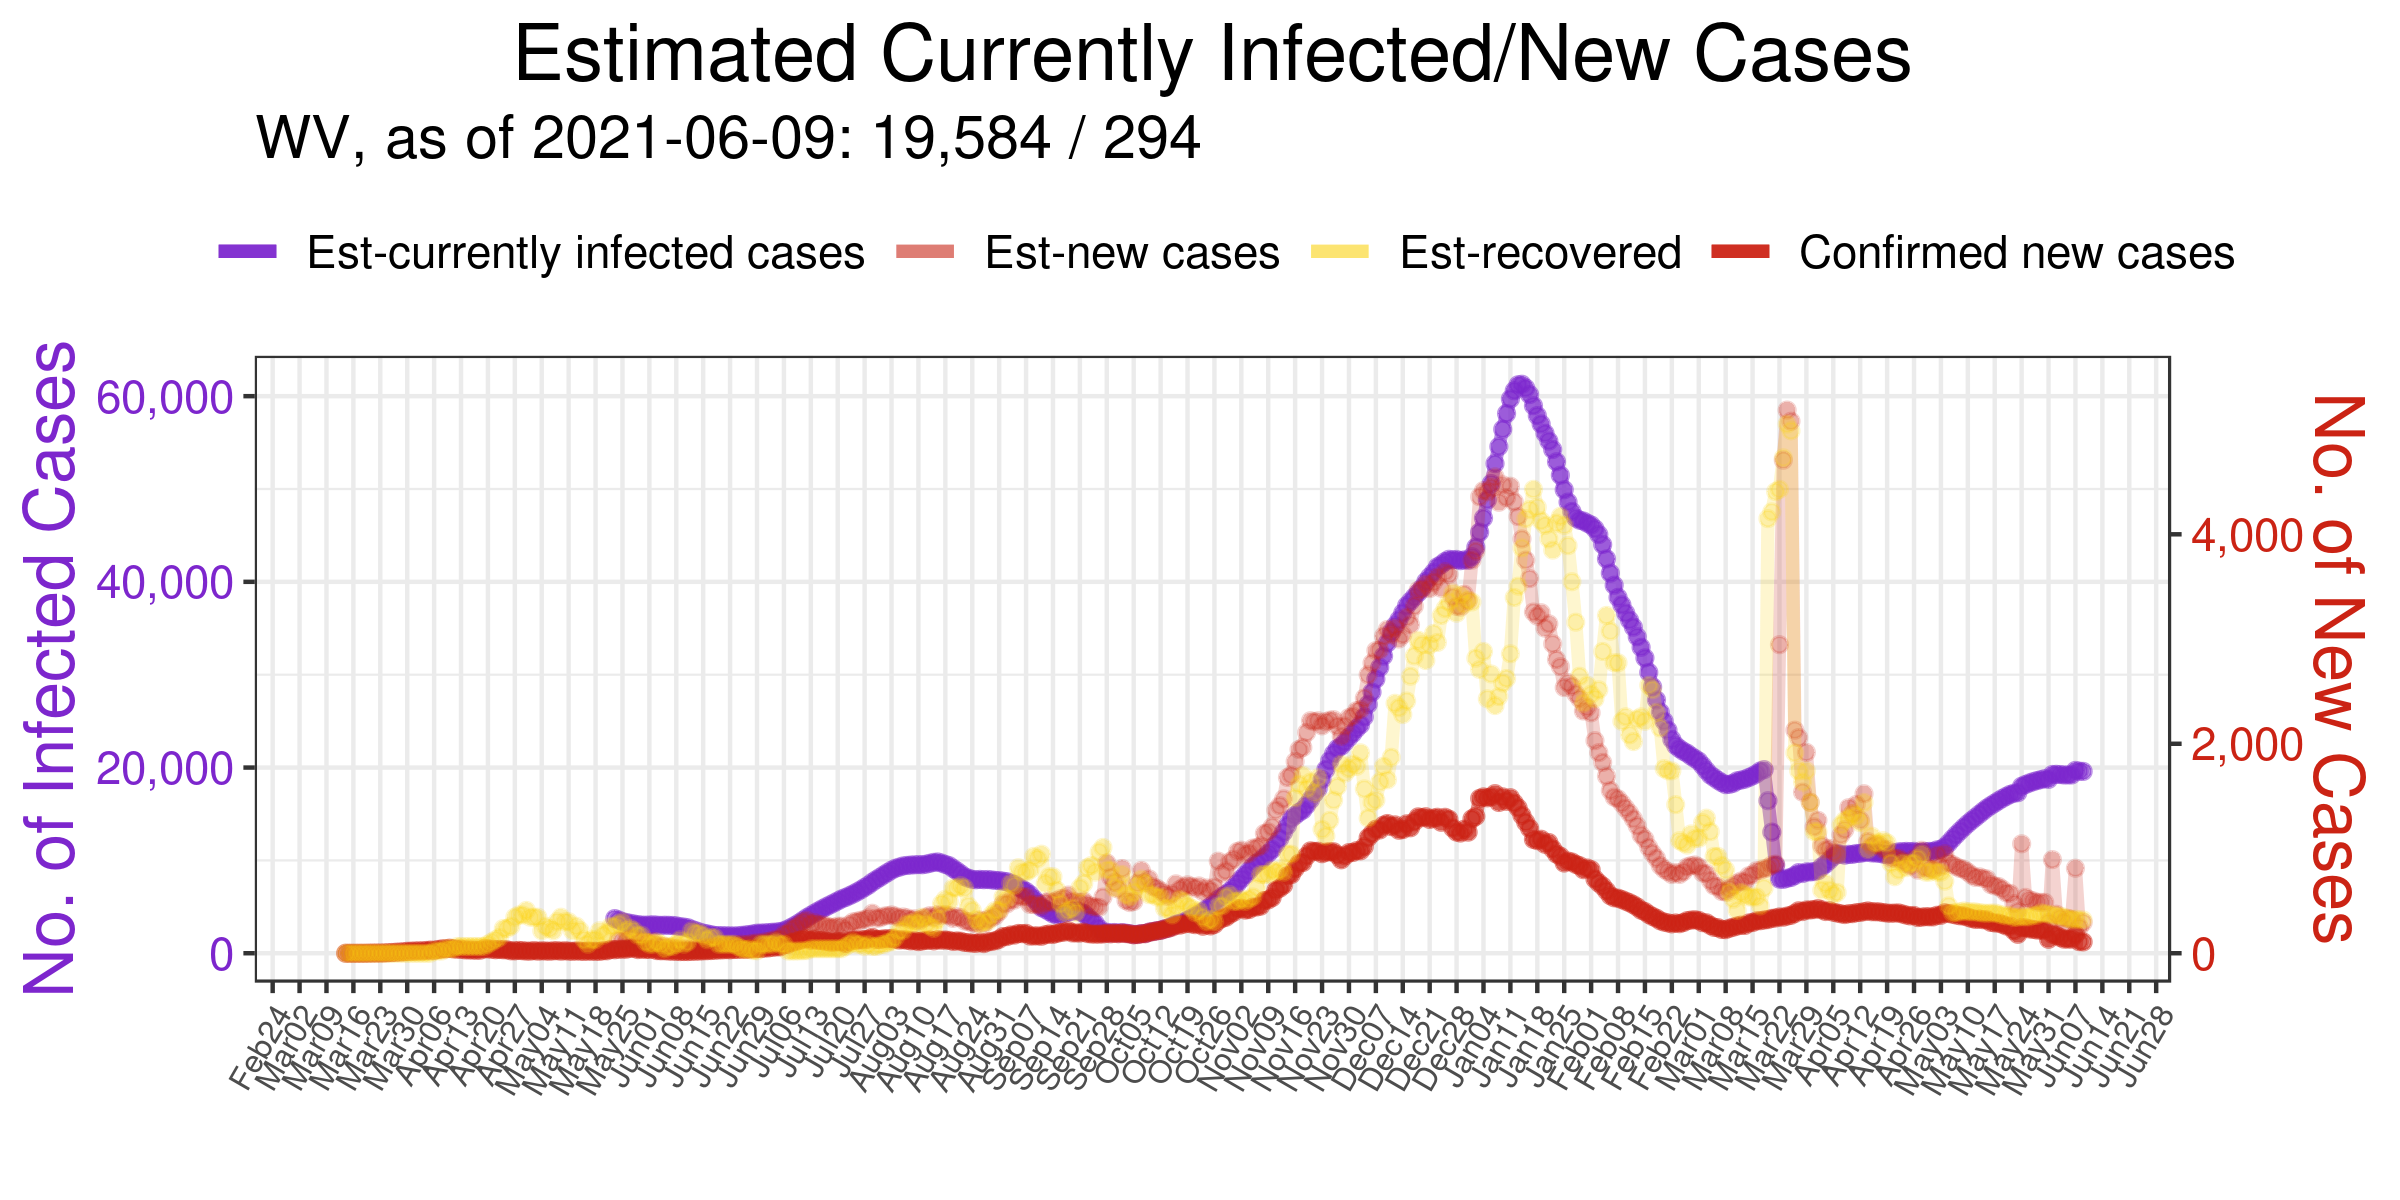 Estimated Currently Infected/New Cases
WV, as of 2021-06-09: 19,584 / 294
Est-currently infected cases
Est-new cases
Est-recovered
Confirmed new cases
No. of Infected Cases
60,000
40,000
20,000
0
No. of New Cases
4,000
2,000
0
Feb24
Mar02
Mar09
Mar16
Mar23
Mar30
Apr06
Apr13
Apr20
Apr27
May04
May11
May18
May25
Jun01
Jun08
Jun15
Jun22
Jun29
Jul06
Jul13
Jul20
Jul27
Aug03
Aug10
Aug17
Aug24
Aug31
Sep07
Sep14
Sep21
Sep28
Oct05
Oct12
Oct19
Oct26
Nov02
Nov09
Nov16
Nov23
Nov30
Dec07
Dec14
Dec21
Dec28
Jan04
Jan11
Jan18
Jan25
Feb01
Feb08
Feb15
Feb22
Mar01
Mar08
Mar15
Mar22
Mar29
Apr05
Apr12
Apr19
Apr26
May03
May10
May17
May24
May31
Jun07
Jun14
Jun21
Jun28